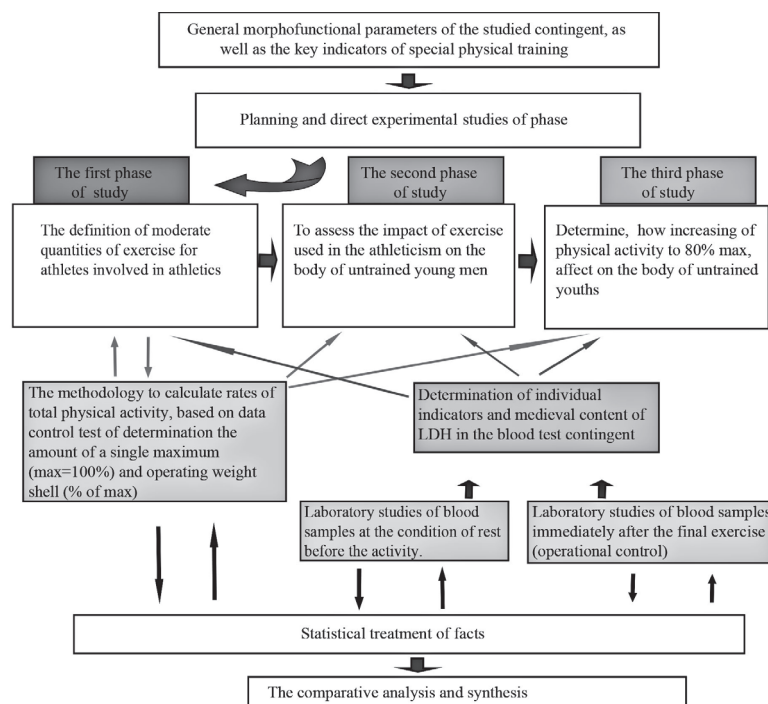 General morphofunctional parameters of the studied contingent, as
well as the key indicators of special physical training
Planning and direct experimental studies of phase
The first phase
of study
The second phase
of study
The third phase
of study
The definition of moderate
quantities of exercise for
athletes involved in athletics
To assess the impact of exercise
used in the athleticism on the
body of untrained young men
Determine, how increasing of
physical activity to 80% max,
affect on the body of untrained
youths
The methodology to calculate rates of
total physical activity, based on data
control test of determination the
amount of a single maximum
(max=100%) and operating weight
shell (% of max)
Determination of individual
indicators and medieval content of
LDH in the blood test contingent
Laboratory studies of blood
samples at the condition of rest
before the activity.
Laboratory studies of blood samples
immediately after the final exercise
(operational control)
Statistical treatment of facts
The comparative analysis and synthesis